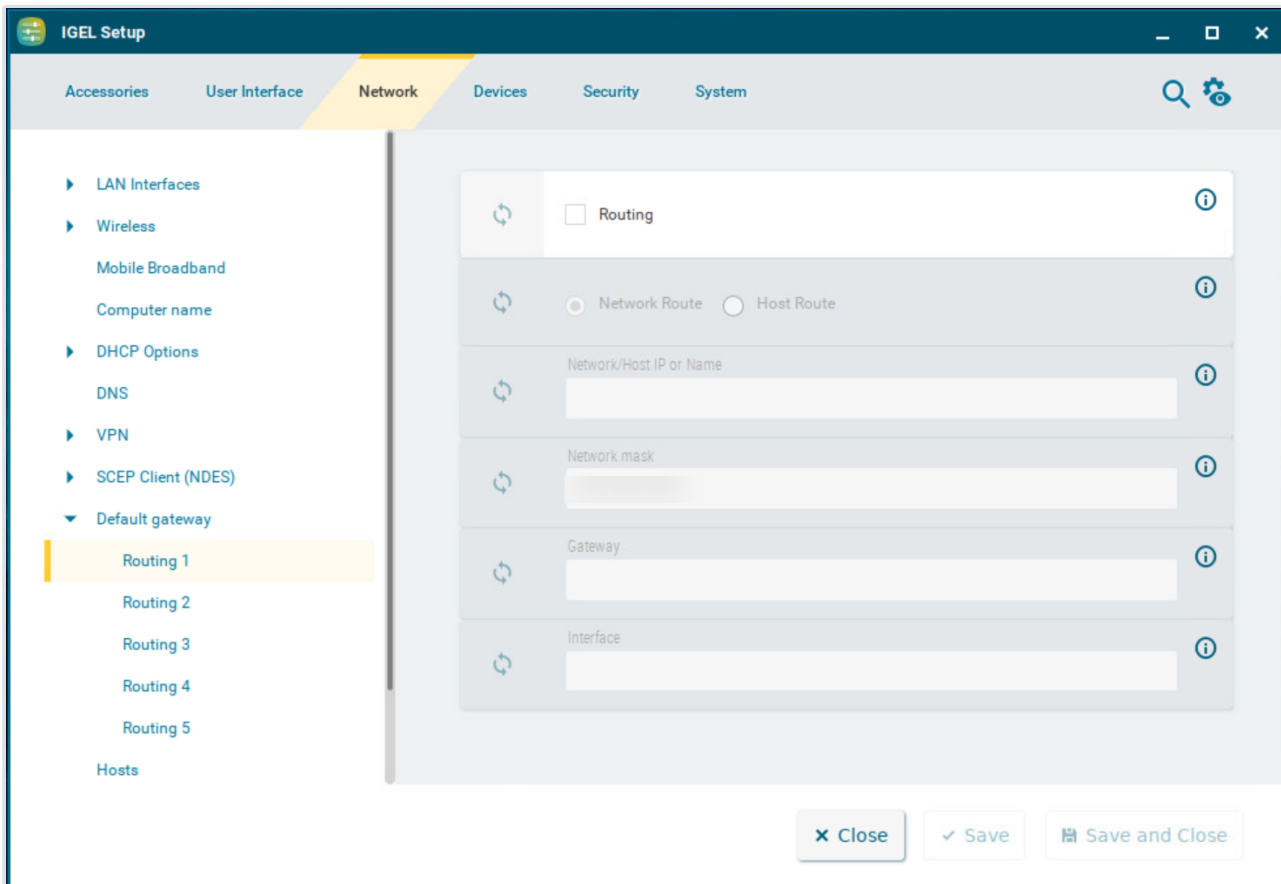 IGEL Setup
Accessories User Interface Network Devices Security System
LAN Interfaces
Wireless
Mobile Broadband
Computer name
DHCP Options
DNS
VPN
SCEP Client (NDES)
Default gateway
Routing 1
Routing 2
Routing 3
Routing 4
Routing 5
Hosts
Routing
Network Route Host Route
Network/Host IP or Name
Network mask
Gateway
Interface
Close Save Save and Close